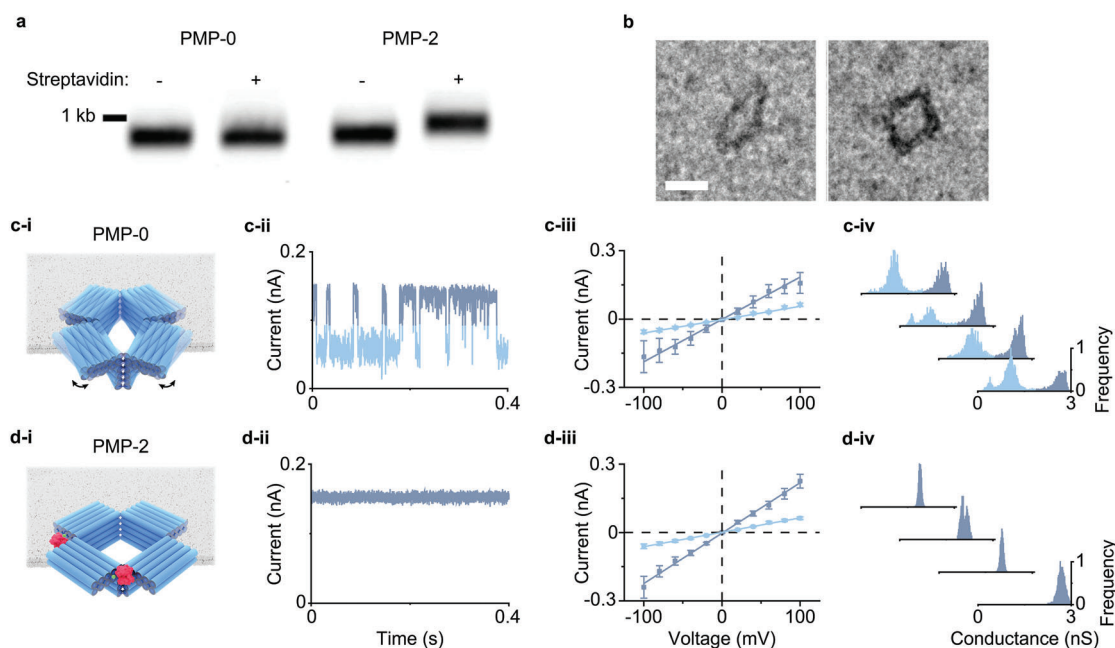 a
PMP-0 PMP-2
Streptavidin: - + - +
1 kb
b
c-i
PMP-0
c-ii
Current (nA)
0.2
0
0 0.4
c-iii
Current (nA)
0.3
0
-0.3
-100 0 100
c-iv
Frequency
1
0
0 3
d-i
PMP-2
d-ii
Current (nA)
0.2
0
0 0.4
Time (s)
d-iii
Current (nA)
0.3
0
-0.3
-100 0 100
Voltage (mV)
d-iv
Frequency
1
0
0 3
Conductance (nS)